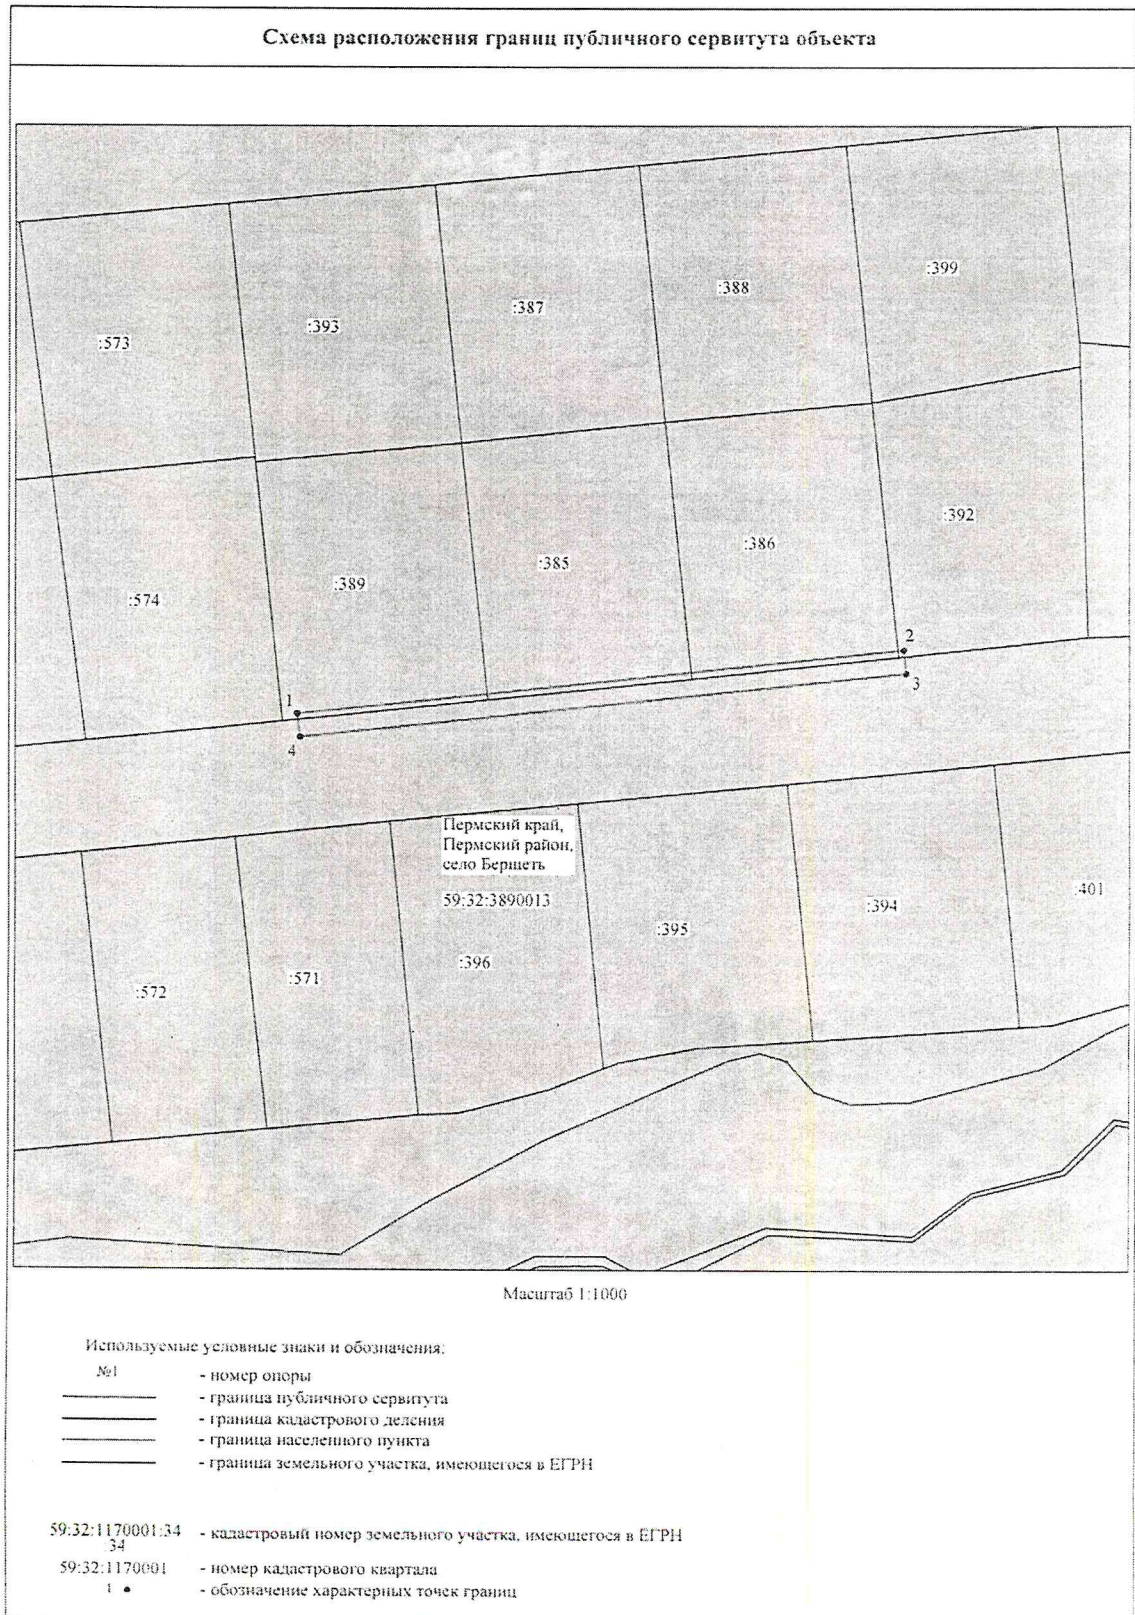 Схема расположения границ публичного сервитута объекта
:399
:388
:387
:393
:573
:392
:386
:385
:389
:574
2
3
1
4
Пермский край,
Пермский район,
село Бершеть
59:32:3890013
:401
:394
:395
:396
:571
:572
Масштаб 1:1000
Используемые условные знаки и обозначения:
№1 - номер опоры
- граница публичного сервитута
- граница кадастрового деления
- граница населенного пункта
- граница земельного участка, имеющегося в ЕГРН
59:32:1170001:34 - кадастровый номер земельного участка, имеющегося в ЕГРН
34
59:32:1170001 - номер кадастрового квартала
1 • - обозначение характерных точек границ